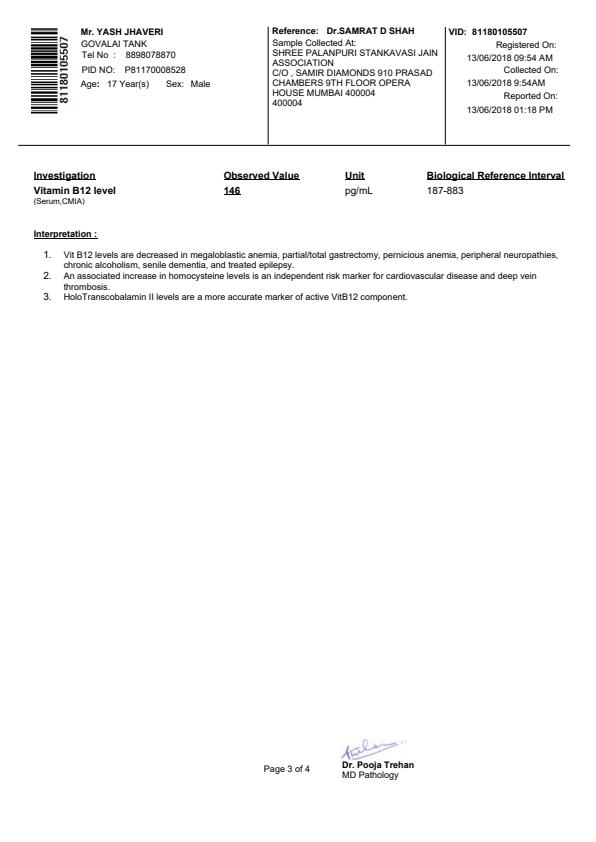 81180105507
Mr. YASH JHAVERI
GOVALAI TANK
Tel No : 8898078870
PID NO: P81170008528
Age: 17 Year(s) Sex: Male
Reference: Dr.SAMRAT D SHAH
Sample Collected At:
SHREE PALANPURI STANKAVASI JAIN
ASSOCIATION
C/O , SAMIR DIAMONDS 910 PRASAD
CHAMBERS 9TH FLOOR OPERA
HOUSE MUMBAI 400004
400004
VID: 81180105507
Registered On:
13/06/2018 09:54 AM
Collected On:
13/06/2018 9:54AM
Reported On:
13/06/2018 01:18 PM
Investigation Observed Value Unit Biological Reference Interval
Vitamin B12 level 146 pg/mL 187-883
(Serum,CMIA)
Interpretation :
1. Vit B12 levels are decreased in megaloblastic anemia, partial/total gastrectomy, pernicious anemia, peripheral neuropathies,
chronic alcoholism, senile dementia, and treated epilepsy.
2. An associated increase in homocysteine levels is an independent risk marker for cardiovascular disease and deep vein
thrombosis.
3. HoloTranscobalamin II levels are a more accurate marker of active VitB12 component.
Page 3 of 4
Dr. Pooja Trehan
MD Pathology